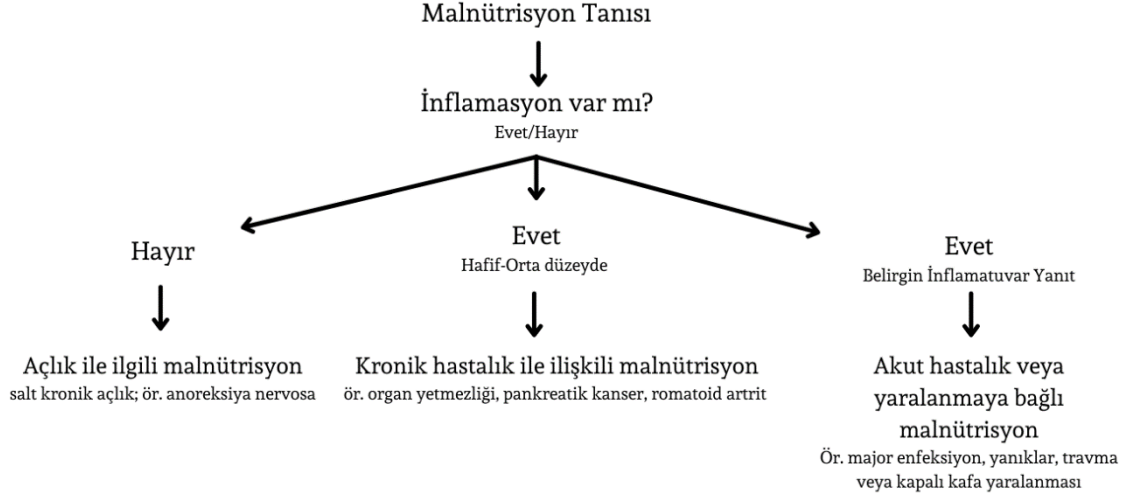 Malnütrisyon Tanısı
İnflamasyon var mı?
Evet/Hayır
Hayır
Açlık ile ilgili malnütrisyon
salt kronik açlık; ör. anoreksiya nervosa
Evet
Hafif-Orta düzeyde
Kronik hastalık ile ilişkili malnütrisyon
ör. organ yetmezliği, pankreatik kanser, romatoid artrit
Evet
Belirgin İnflamatuvar Yanıt
Akut hastalık veya
yaralanmaya bağlı
malnütrisyon
Ör. major enfeksiyon, yanıklar, travma
veya kapalı kafa yaralanması